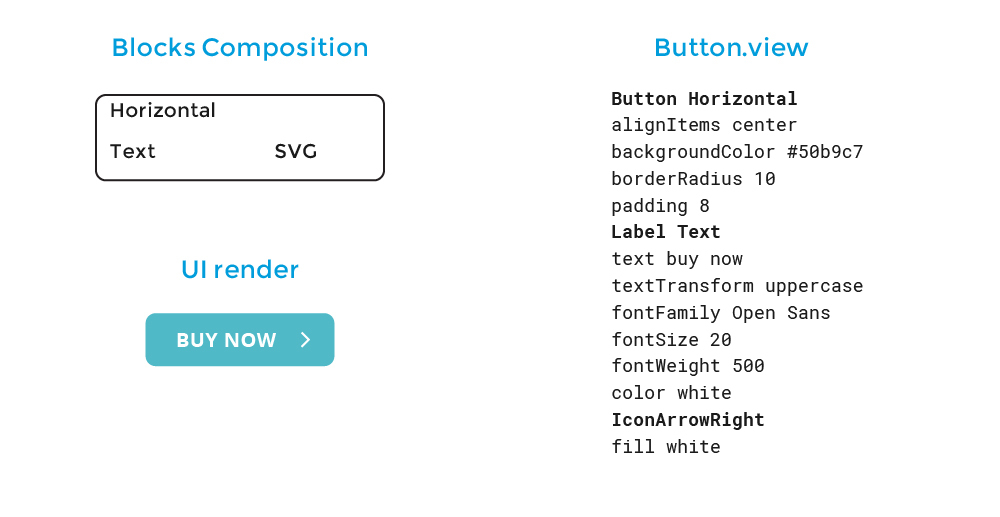 Blocks Composition
Horizontal
Text SVG
UI render
BUY NOW
Button.view
Button Horizontal
alignItems center
backgroundColor #50b9c7
borderRadius 10
padding 8
Label Text
text buy now
textTransform uppercase
fontFamily Open Sans
fontSize 20
fontWeight 500
color white
IconArrowRight
fill white